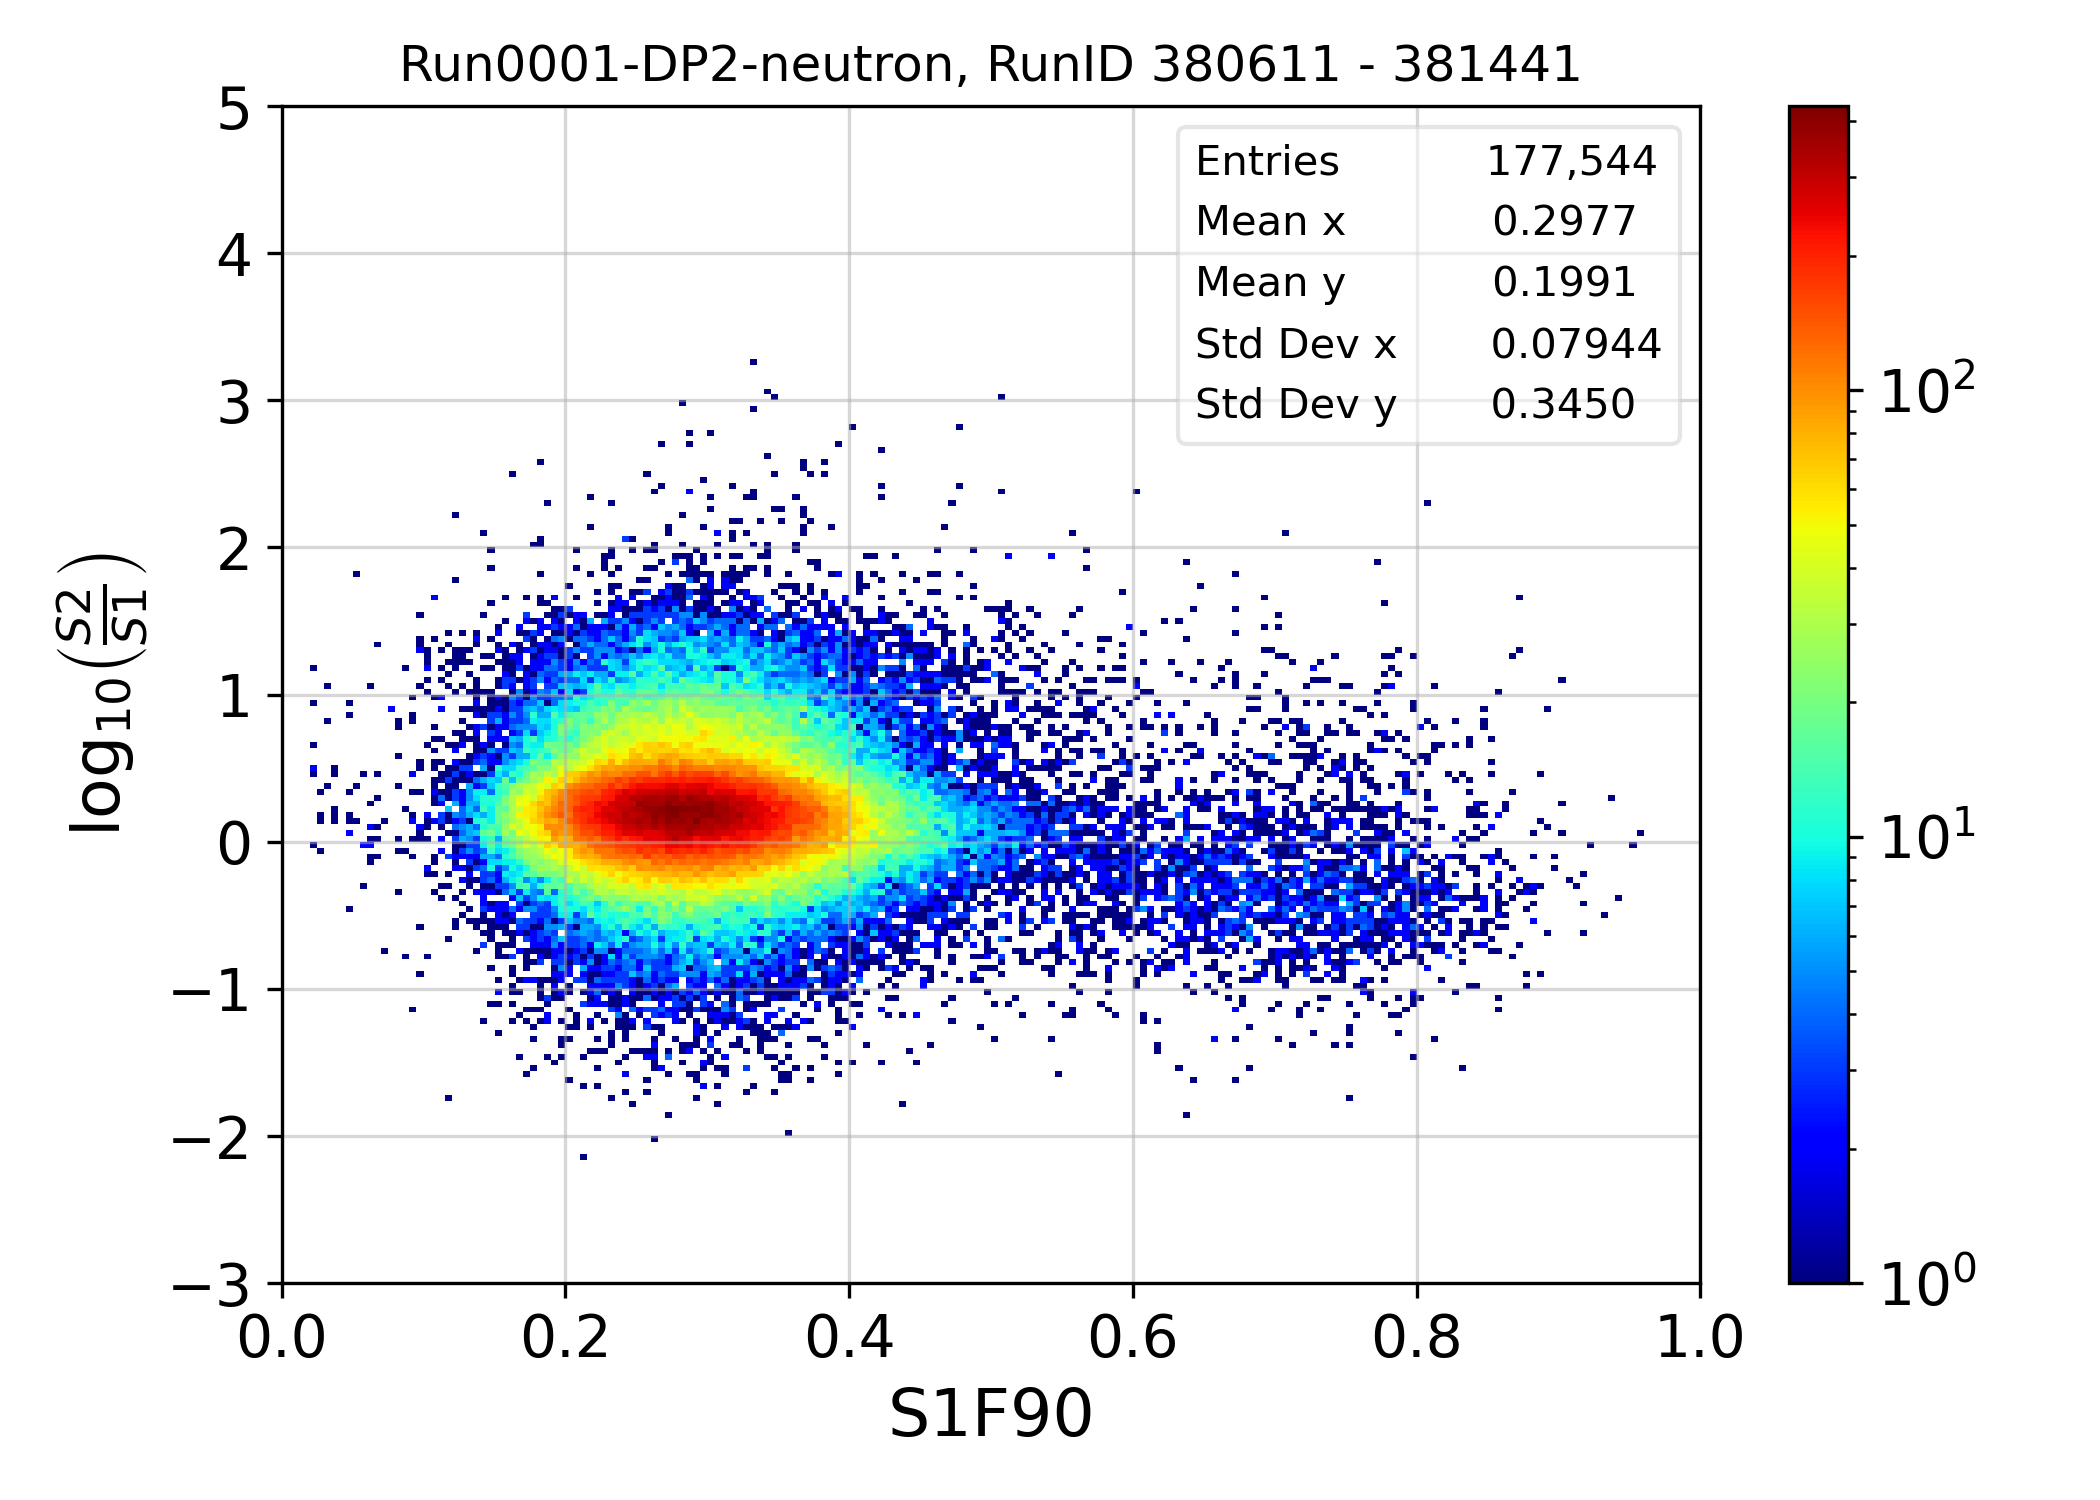 Run0001-DP2-neutron, RunID 380611 - 381441
Entries 177,544
Mean x 0.2977
Mean y 0.1991
Std Dev x 0.07944
Std Dev y 0.3450
5
4
3
2
1
0
−1
−2
−3
log₁₀(S2/S1)
0.0 0.2 0.4 0.6 0.8 1.0
S1F90
10²
10¹
10⁰